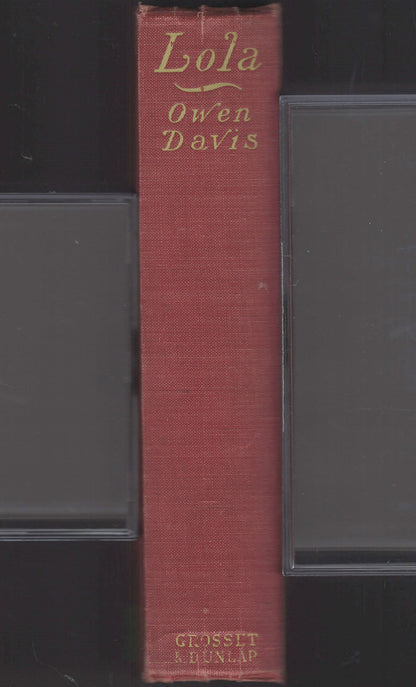 Lola
Owen
Davis
GROSSET
& DUNLAP